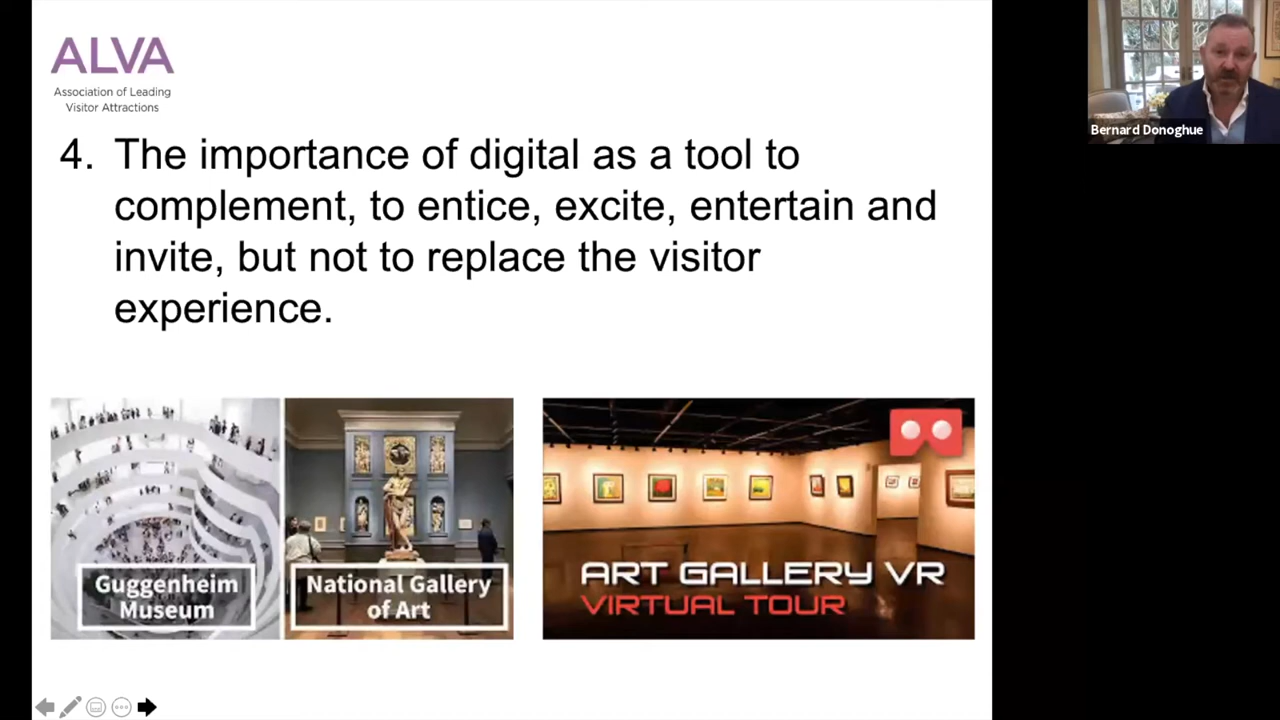 ALVA
Association of Leading
Visitor Attractions
4. The importance of digital as a tool to
complement, to entice, excite, entertain and
invite, but not to replace the visitor
experience.
Guggenheim
Museum
National Gallery
of Art
ART GALLERY VR
VIRTUAL TOUR
Bernard Donoghue